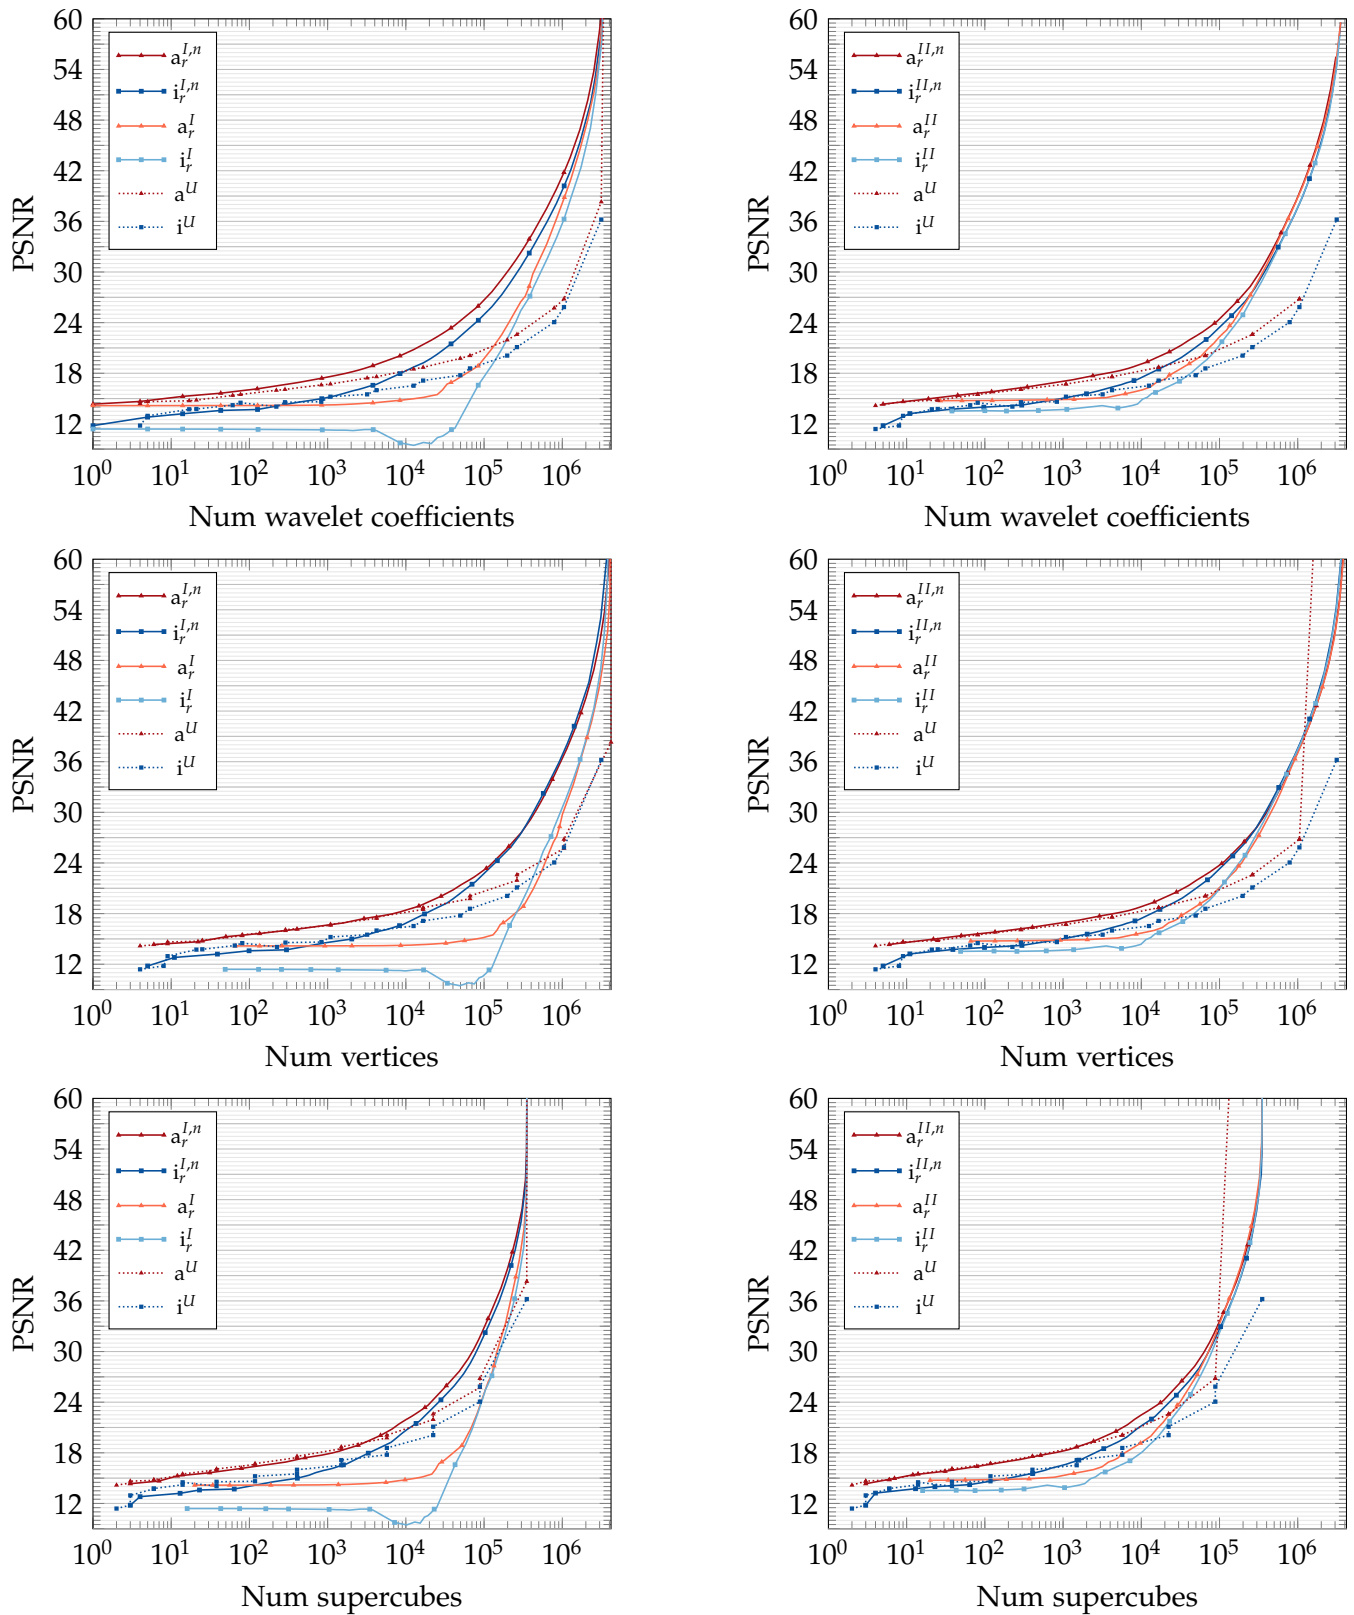 60
54
48
42
36
30
24
18
12
PSNR
a_r^{I,n}
i_r^{I,n}
a_r^I
i_r^I
a^U
i^U
10^0 10^1 10^2 10^3 10^4 10^5 10^6
Num wavelet coefficients
60
54
48
42
36
30
24
18
12
PSNR
a_r^{II,n}
i_r^{II,n}
a_r^{II}
i_r^{II}
a^U
i^U
10^0 10^1 10^2 10^3 10^4 10^5 10^6
Num wavelet coefficients
60
54
48
42
36
30
24
18
12
PSNR
a_r^{I,n}
i_r^{I,n}
a_r^I
i_r^I
a^U
i^U
10^0 10^1 10^2 10^3 10^4 10^5 10^6
Num vertices
60
54
48
42
36
30
24
18
12
PSNR
a_r^{II,n}
i_r^{II,n}
a_r^{II}
i_r^{II}
a^U
i^U
10^0 10^1 10^2 10^3 10^4 10^5 10^6
Num vertices
60
54
48
42
36
30
24
18
12
PSNR
a_r^{I,n}
i_r^{I,n}
a_r^I
i_r^I
a^U
i^U
10^0 10^1 10^2 10^3 10^4 10^5 10^6
Num supercubes
60
54
48
42
36
30
24
18
12
PSNR
a_r^{II,n}
i_r^{II,n}
a_r^{II}
i_r^{II}
a^U
i^U
10^0 10^1 10^2 10^3 10^4 10^5 10^6
Num supercubes